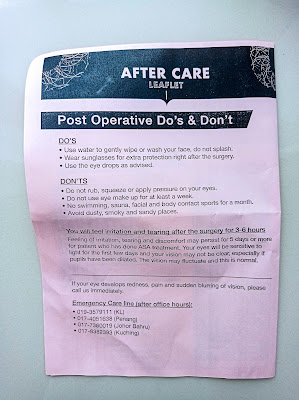 AFTER CARE
LEAFLET
Post Operative Do's & Don't
DO'S
• Use water to gently wipe or wash your face, do not splash.
• Wear sunglasses for extra protection right after the surgery.
• Use the eye drops as advised.
DON'TS
• Do not rub, squeeze or apply pressure on your eyes.
• Do not use eye make up for at least a week.
• No swimming, sauna, facial and body contact sports for a month.
• Avoid dusty, smoky and sandy places.
You will feel irritation and tearing after the surgery for 3-6 hours
Feeling of irritation, tearing and discomfort may persist for 5 days or more
for patient who has done ASA treatment. Your eyes will be sensitive to
light for the first few days and your vision may not be clear, especially if
pupils have been dilated. The vision may fluctuate and this is normal.
If your eye develops redness, pain and sudden blurring of vision, please
call us immediately.
Emergency Care line (after office hours):
• 019-3579111 (KL)
• 017-4051638 (Penang)
• 017-7380019 (Johor Bahru)
• 017-8382593 (Kuching)